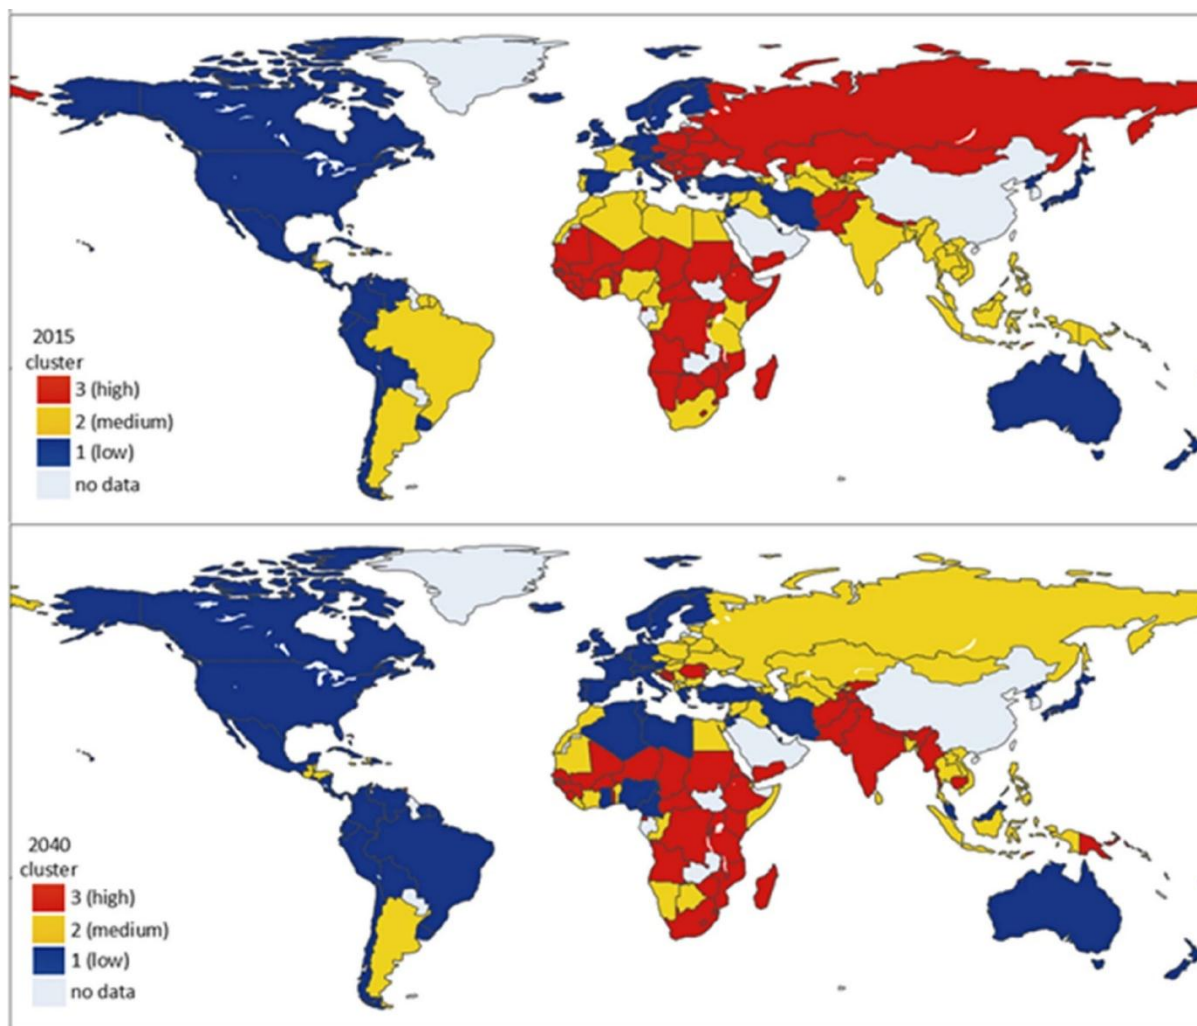 2015
cluster
3 (high)
2 (medium)
1 (low)
no data
2040
cluster
3 (high)
2 (medium)
1 (low)
no data